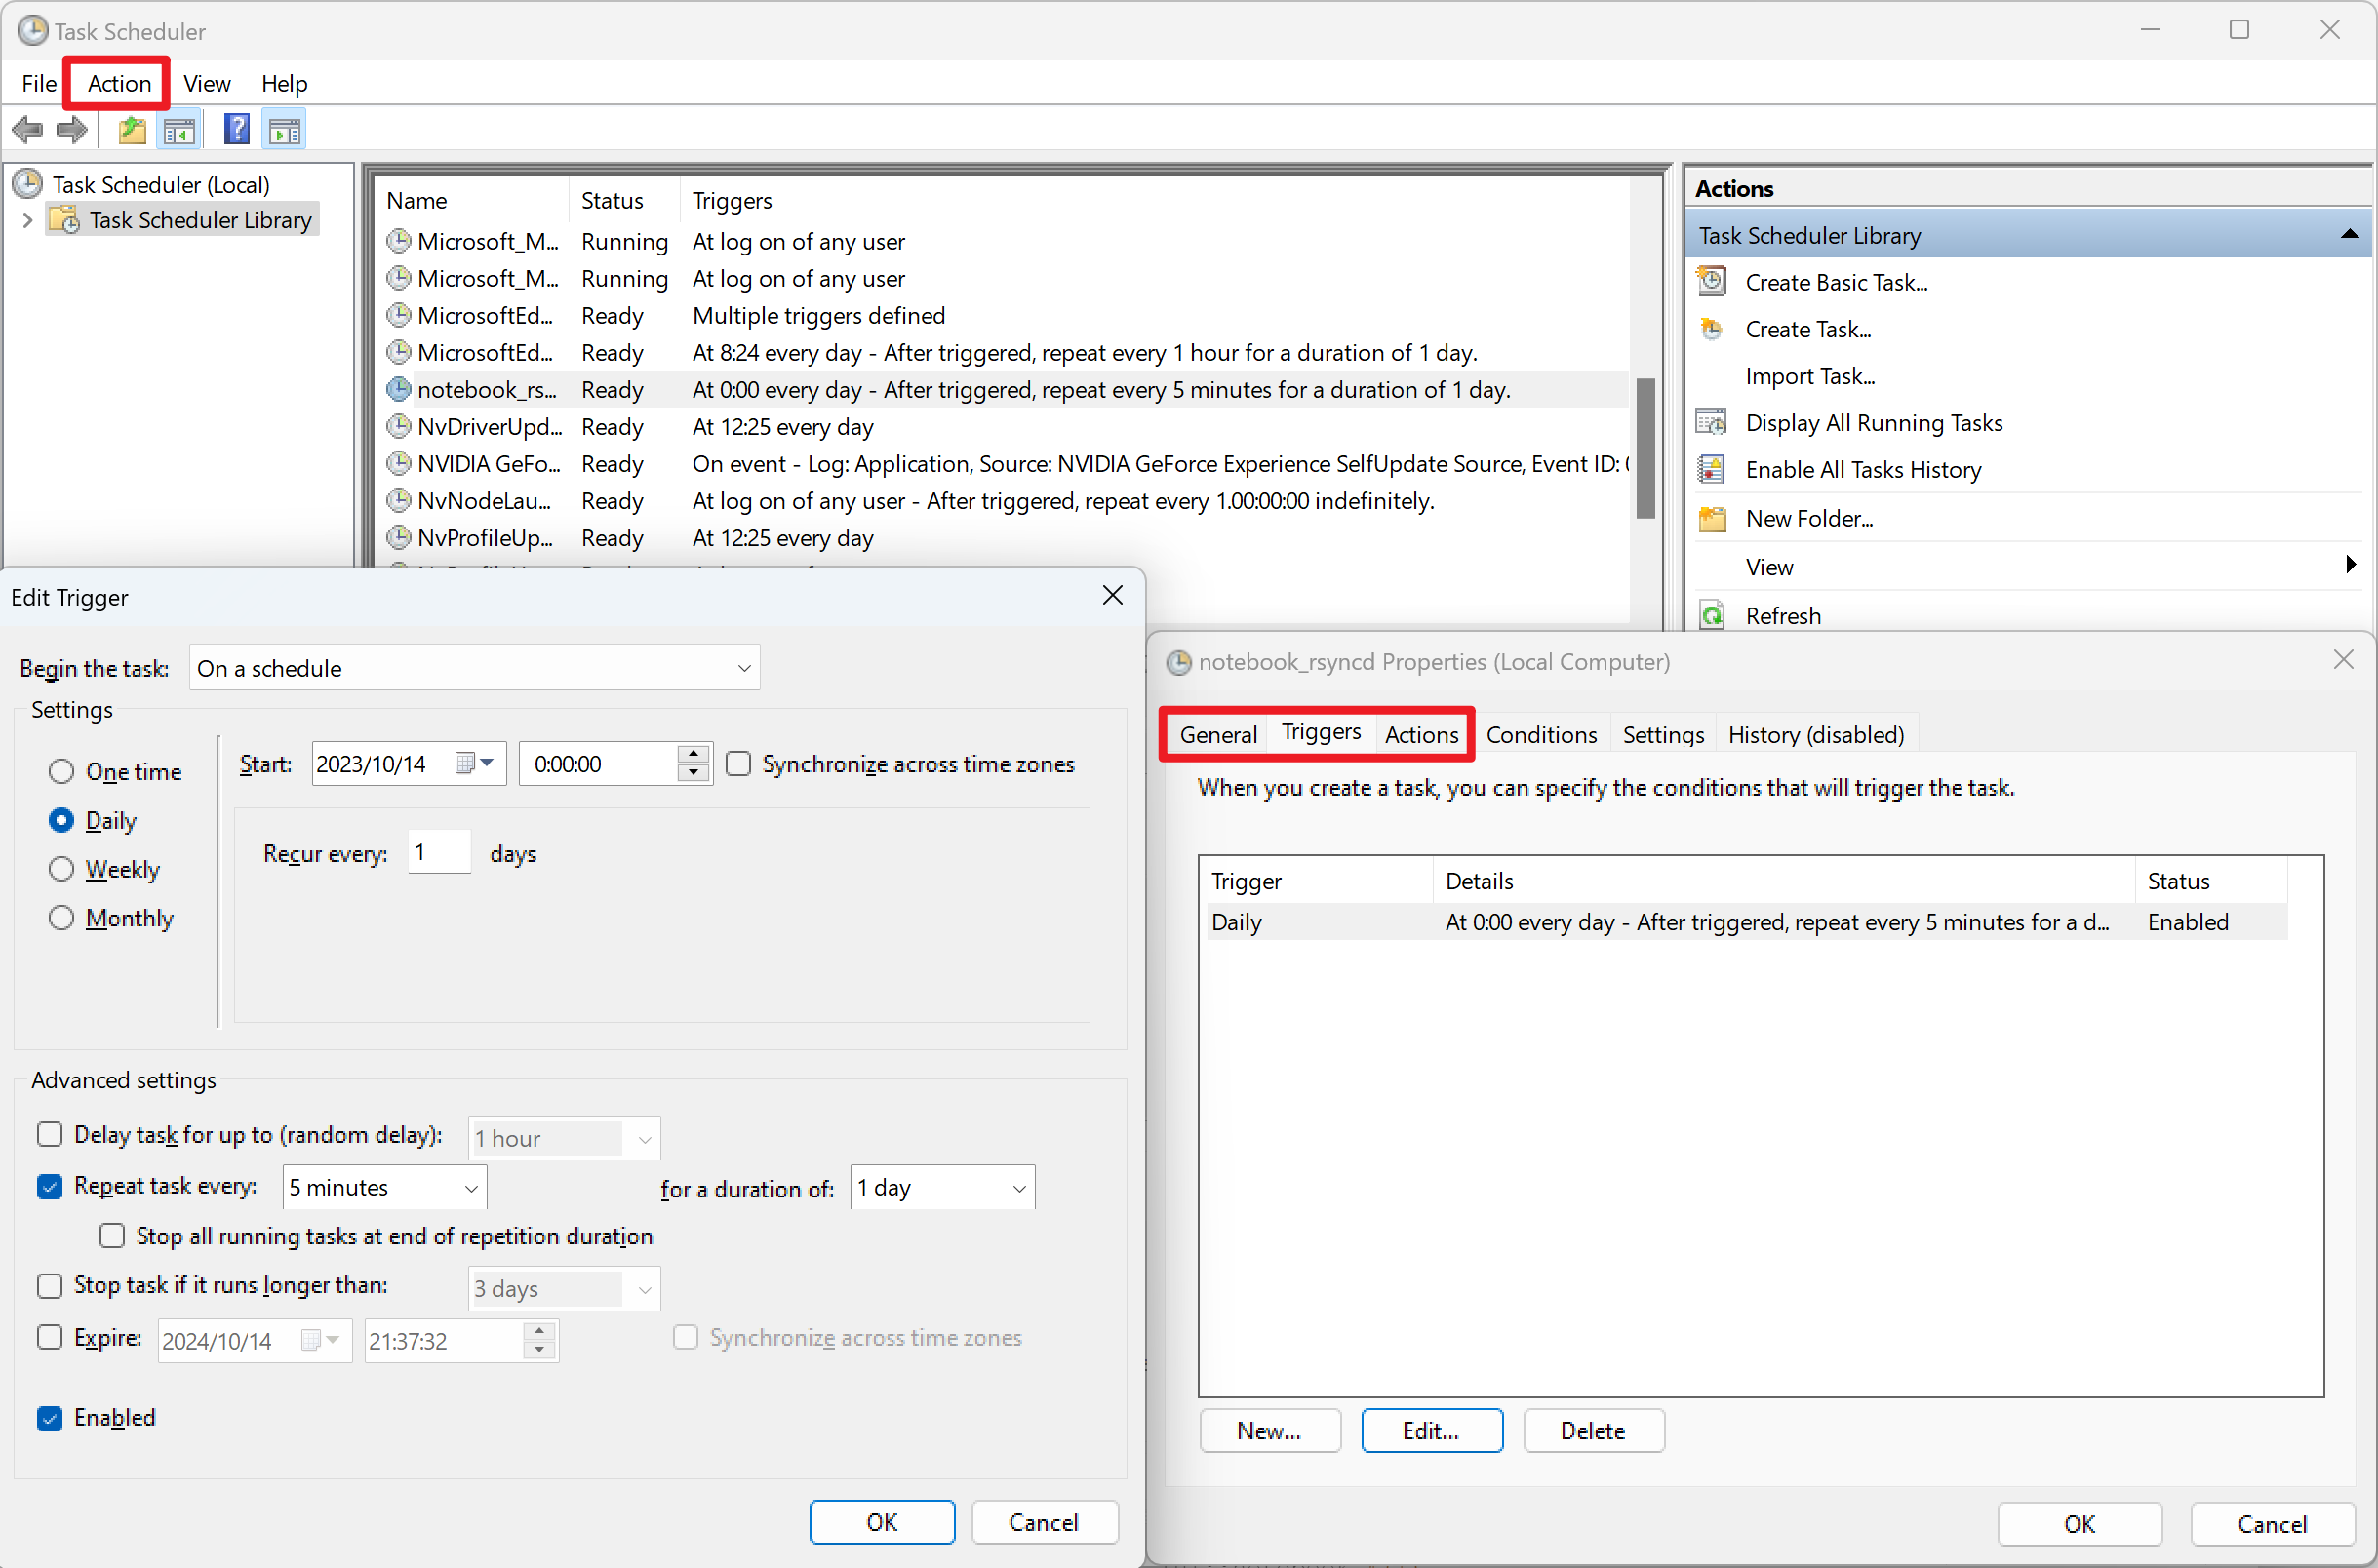 Task Scheduler
File Action View Help
Task Scheduler (Local)
Task Scheduler Library
Name Status Triggers
Microsoft_M... Running At log on of any user
Microsoft_M... Running At log on of any user
MicrosoftEd... Ready Multiple triggers defined
MicrosoftEd... Ready At 8:24 every day - After triggered, repeat every 1 hour for a duration of 1 day.
notebook_rs... Ready At 0:00 every day - After triggered, repeat every 5 minutes for a duration of 1 day.
NvDriverUpd... Ready At 12:25 every day
NVIDIA GeFo... Ready On event - Log: Application, Source: NVIDIA GeForce Experience SelfUpdate Source, Event ID:
NvNodeLau... Ready At log on of any user - After triggered, repeat every 1.00:00:00 indefinitely.
NvProfileUp... Ready At 12:25 every day
Actions
Task Scheduler Library
Create Basic Task...
Create Task...
Import Task...
Display All Running Tasks
Enable All Tasks History
New Folder...
View
Refresh
Edit Trigger
Begin the task: On a schedule
Settings
One time
Daily
Weekly
Monthly
Start: 2023/10/14 0:00:00 Synchronize across time zones
Recur every: 1 days
Advanced settings
Delay task for up to (random delay): 1 hour
Repeat task every: 5 minutes for a duration of: 1 day
Stop all running tasks at end of repetition duration
Stop task if it runs longer than: 3 days
Expire: 2024/10/14 21:37:32 Synchronize across time zones
Enabled
OK Cancel
notebook_rsyncd Properties (Local Computer)
General Triggers Actions Conditions Settings History (disabled)
When you create a task, you can specify the conditions that will trigger the task.
Trigger Details Status
Daily At 0:00 every day - After triggered, repeat every 5 minutes for a d... Enabled
New... Edit... Delete
OK Cancel